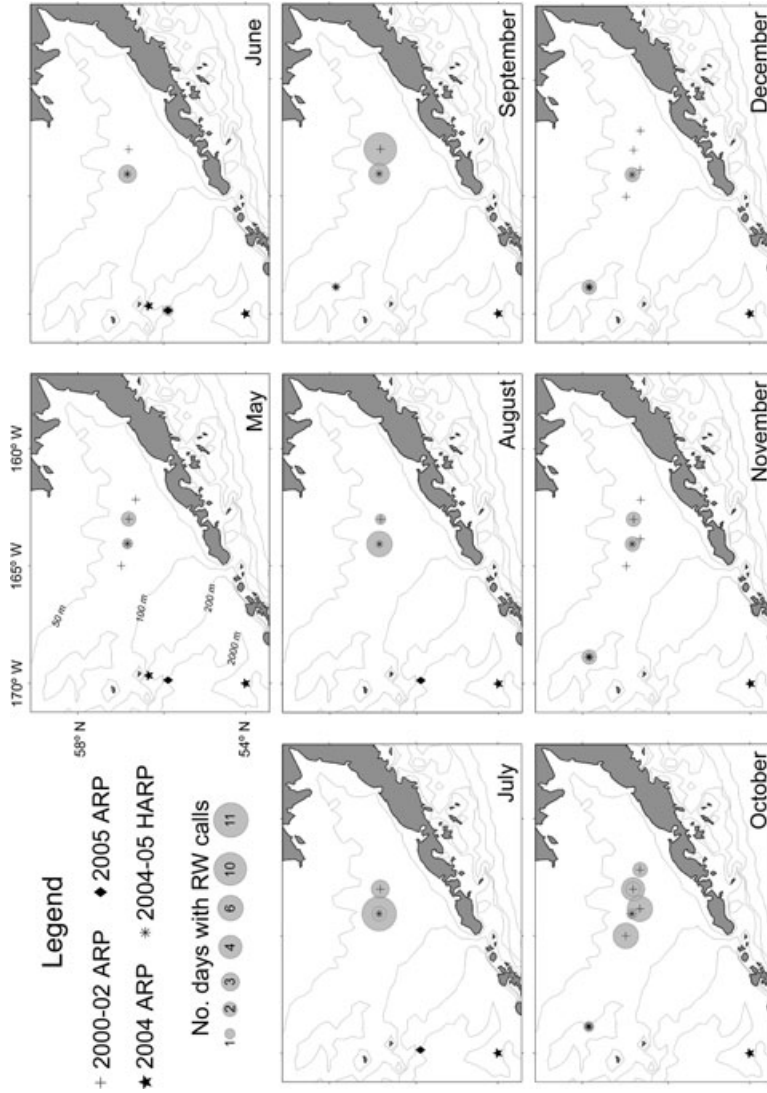 Legend
+ 2000-02 ARP ♦ 2005 ARP
★ 2004 ARP ✳ 2004-05 HARP
No. days with RW calls
1 2 3 4 6 10 11
170° W 165° W 160° W
58° N
54° N
50 m
100 m
200 m
2000 m
May
June
July
August
September
October
November
December